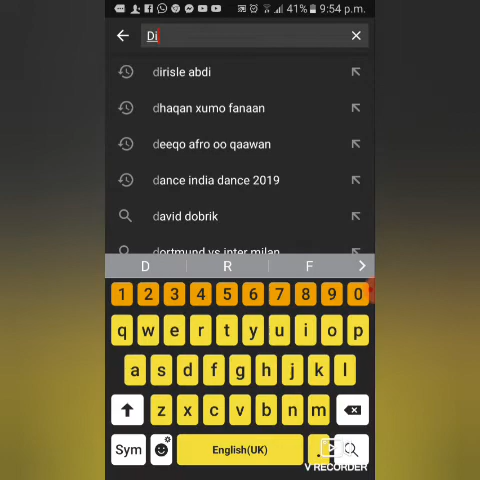 41% 9:54 p.m.
Di
dirisle abdi
dhaqan xumo fanaan
deeqo afro oo qaawan
dance india dance 2019
david dobrik
dortmund vs inter milan
D R F
1 2 3 4 5 6 7 8 9 0
q w e r t y u i o p
a s d f g h j k l
z x c v b n m
Sym English(UK) .
V RECORDER